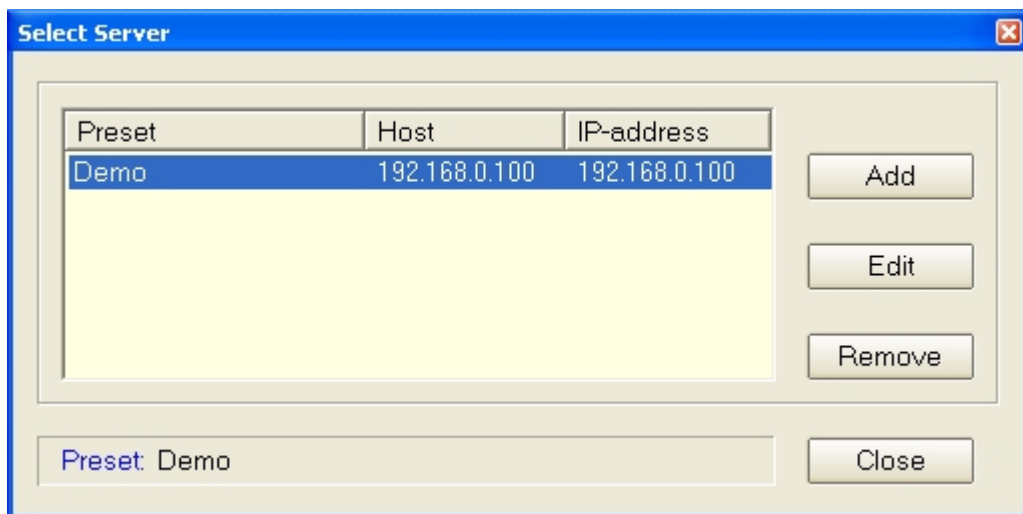 Select Server
Preset Host IP-address
Demo 192.168.0.100 192.168.0.100
Add
Edit
Remove
Preset: Demo
Close